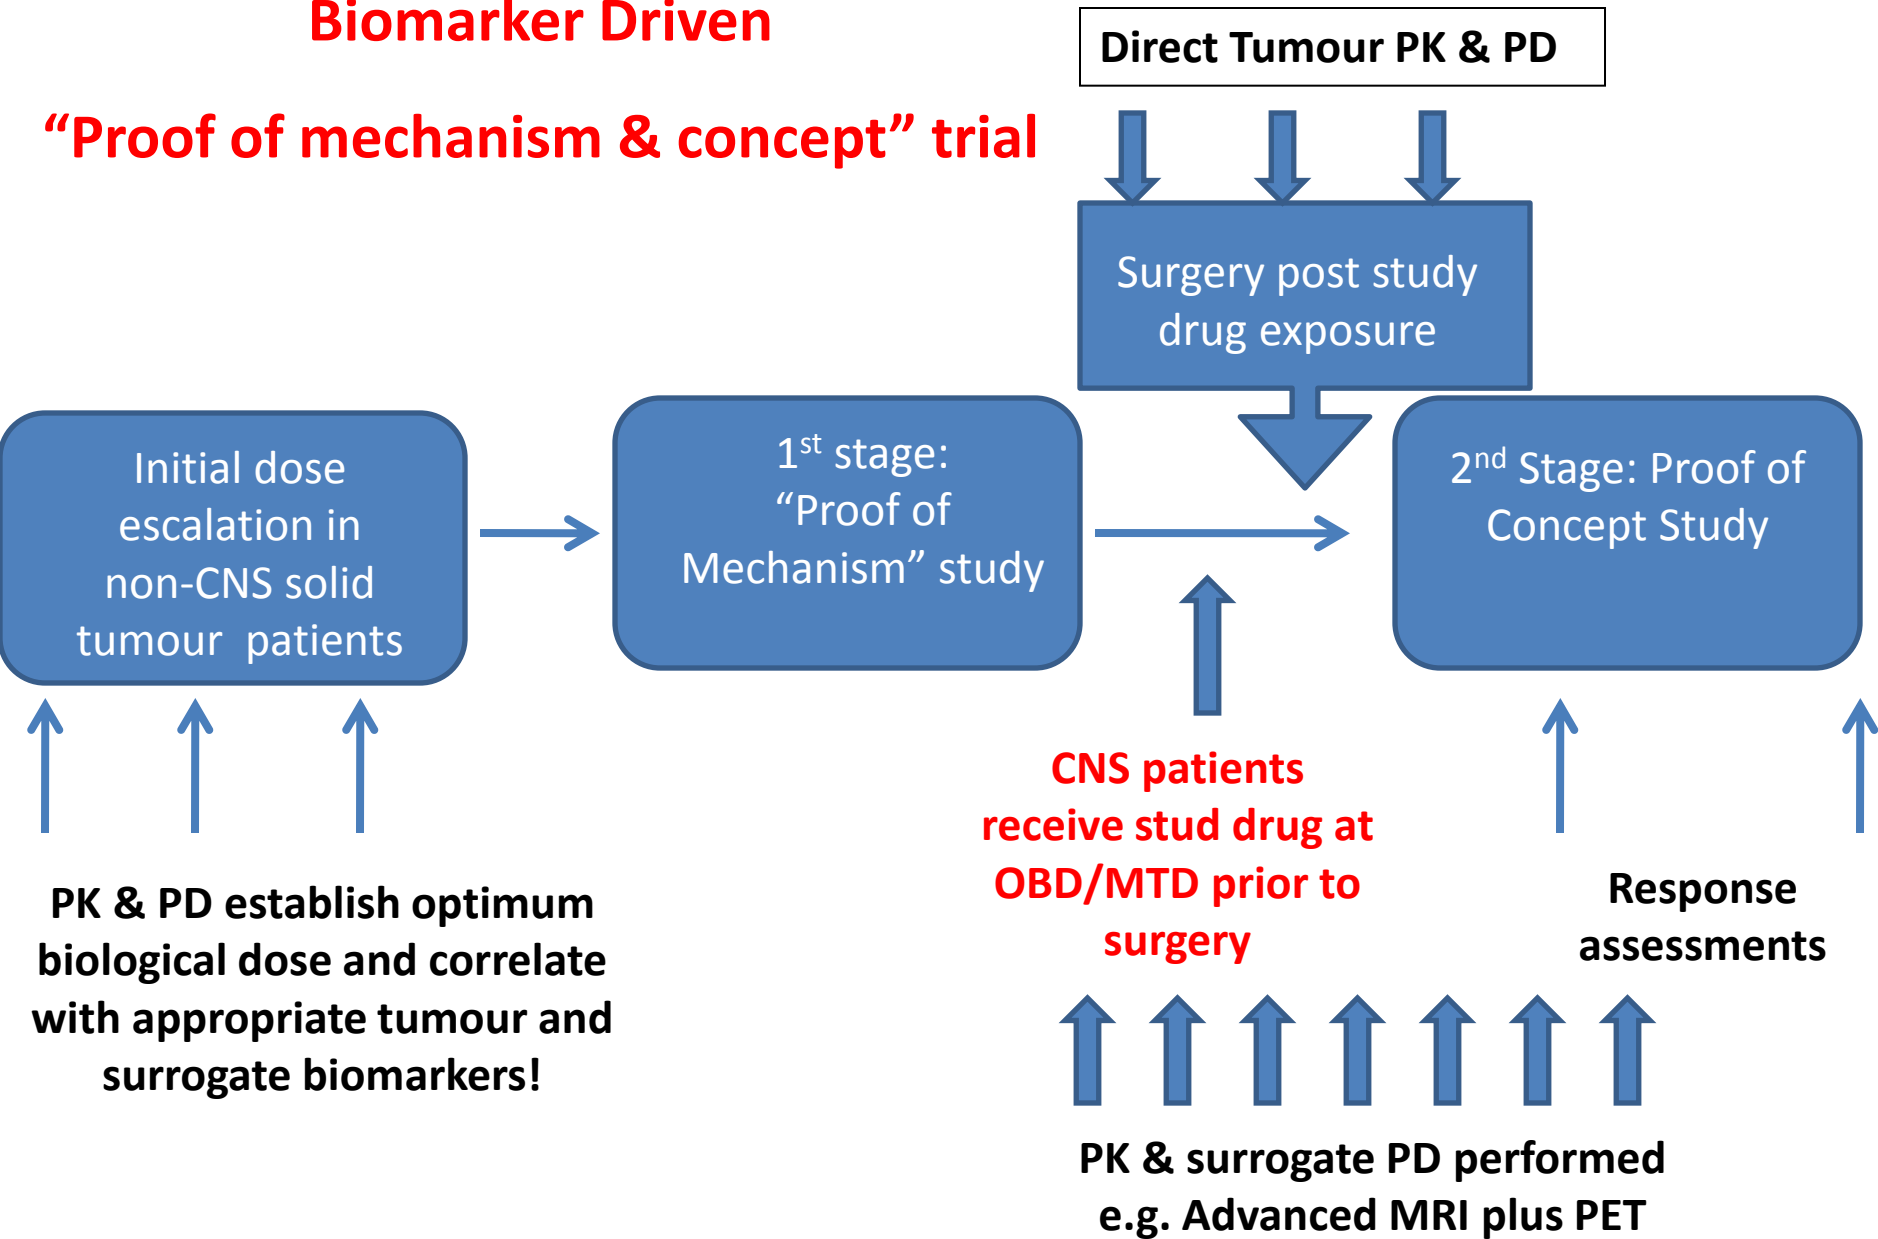 Biomarker Driven
“Proof of mechanism & concept” trial
Direct Tumour PK & PD
Surgery post study
drug exposure
Initial dose
escalation in
non-CNS solid
tumour patients
1st stage:
“Proof of
Mechanism” study
2nd Stage: Proof of
Concept Study
PK & PD establish optimum
biological dose and correlate
with appropriate tumour and
surrogate biomarkers!
CNS patients
receive stud drug at
OBD/MTD prior to
surgery
Response
assessments
PK & surrogate PD performed
e.g. Advanced MRI plus PET